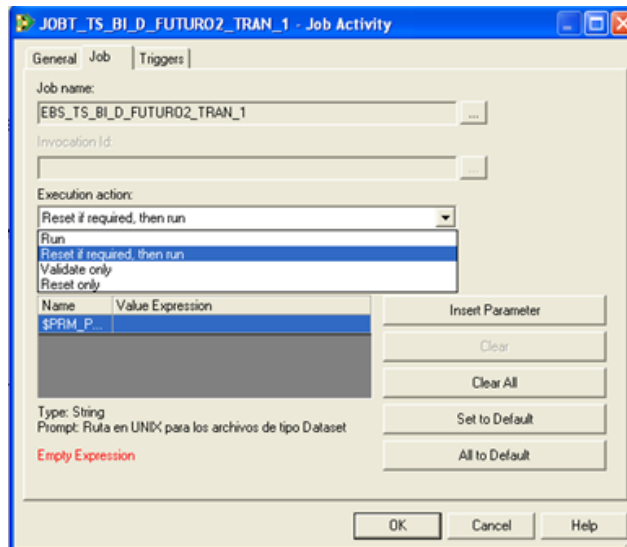 JOBT_TS_BI_D_FUTURO2_TRAN_1 - Job Activity
General Job Triggers
Job name:
EBS_TS_BI_D_FUTURO2_TRAN_1 ...
Invocation Id:
...
Execution action:
Reset if required, then run
Run
Reset if required, then run
Validate only
Reset only
Name Value Expression
$PRM_P...
Insert Parameter
Clear
Clear All
Set to Default
All to Default
Type: String
Prompt: Ruta en UNIX para los archivos de tipo Dataset
Empty Expression
OK Cancel Help